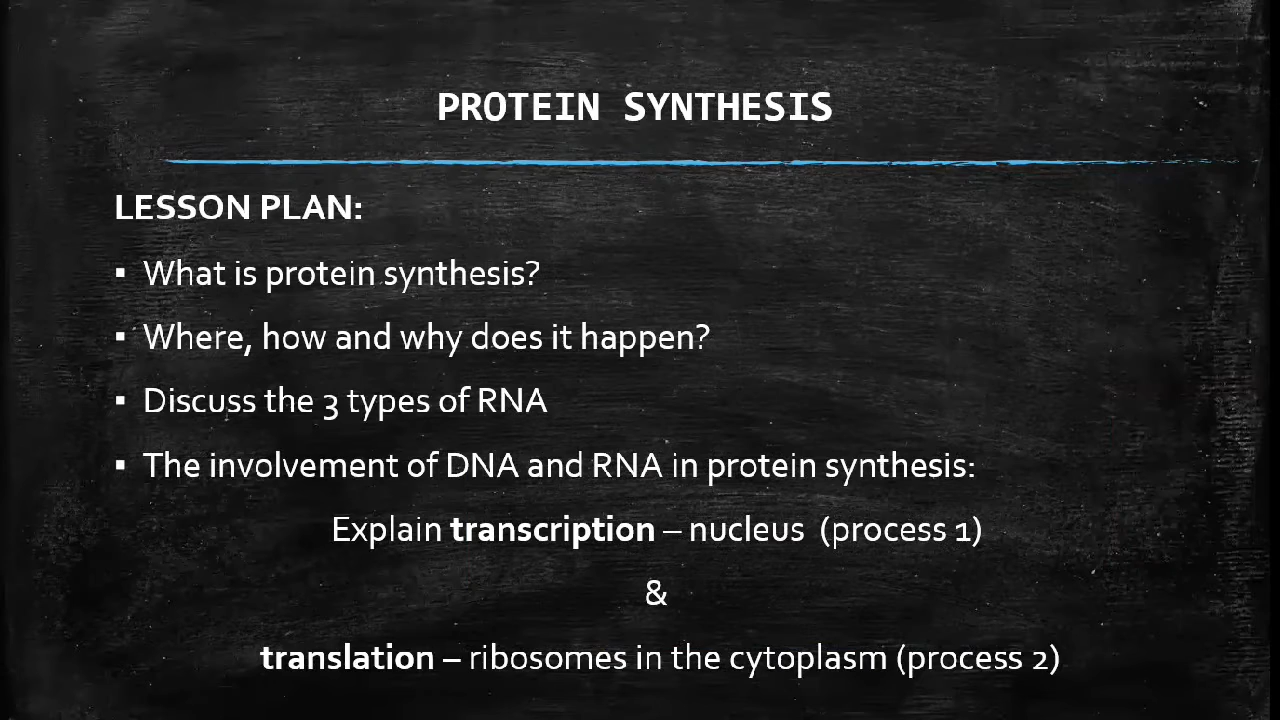 PROTEIN SYNTHESIS
LESSON PLAN:
▪ What is protein synthesis?
▪ Where, how and why does it happen?
▪ Discuss the 3 types of RNA
▪ The involvement of DNA and RNA in protein synthesis:
Explain transcription – nucleus (process 1)
&
translation – ribosomes in the cytoplasm (process 2)